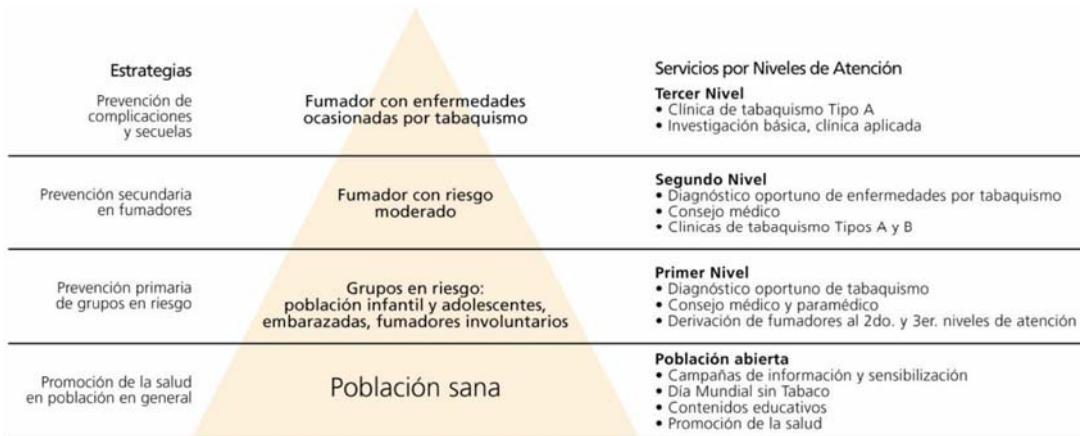 Estrategias
Prevención de
complicaciones
y secuelas
Fumador con enfermedades
ocasionadas por tabaquismo
Servicios por Niveles de Atención
Tercer Nivel
• Clínica de tabaquismo Tipo A
• Investigación básica, clínica aplicada
Prevención secundaria
en fumadores
Fumador con riesgo
moderado
Segundo Nivel
• Diagnóstico oportuno de enfermedades por tabaquismo
• Consejo médico
• Clinicas de tabaquismo Tipos A y B
Prevención primaria
de grupos en riesgo
Grupos en riesgo:
población infantil y adolescentes,
embarazadas, fumadores involuntarios
Primer Nivel
• Diagnóstico oportuno de tabaquismo
• Consejo médico y paramédico
• Derivación de fumadores al 2do. y 3er. niveles de atención
Promoción de la salud
en población en general
Población sana
Población abierta
• Campañas de información y sensibilización
• Día Mundial sin Tabaco
• Contenidos educativos
• Promoción de la salud